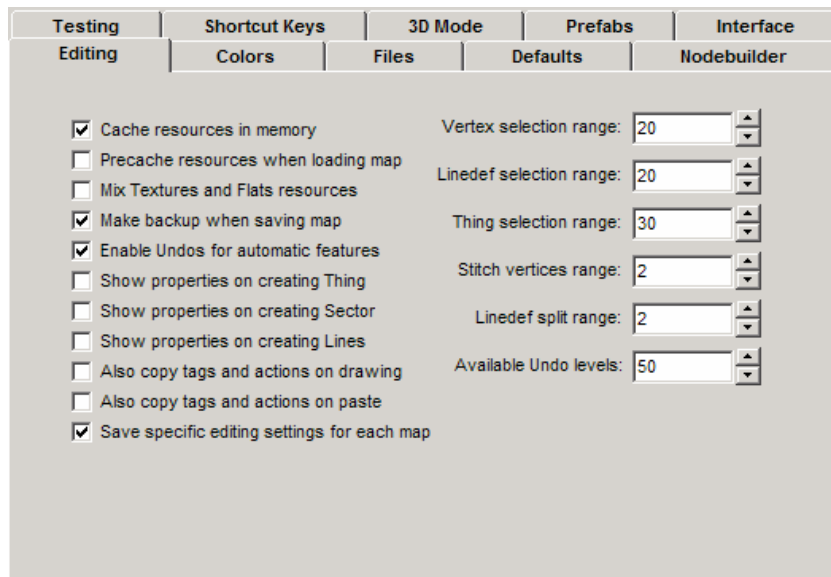 Testing Shortcut Keys 3D Mode Prefabs Interface
Editing Colors Files Defaults Nodebuilder
Cache resources in memory
Precache resources when loading map
Mix Textures and Flats resources
Make backup when saving map
Enable Undos for automatic features
Show properties on creating Thing
Show properties on creating Sector
Show properties on creating Lines
Also copy tags and actions on drawing
Also copy tags and actions on paste
Save specific editing settings for each map
Vertex selection range: 20
Linedef selection range: 20
Thing selection range: 30
Stitch vertices range: 2
Linedef split range: 2
Available Undo levels: 50